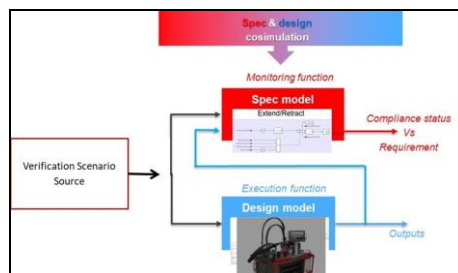 Spec & design
cosimulation
Monitoring function
Spec model
Extend/Retract
Compliance status
Vs
Requirement
Verification Scenario
Source
Execution function
Design model
Outputs